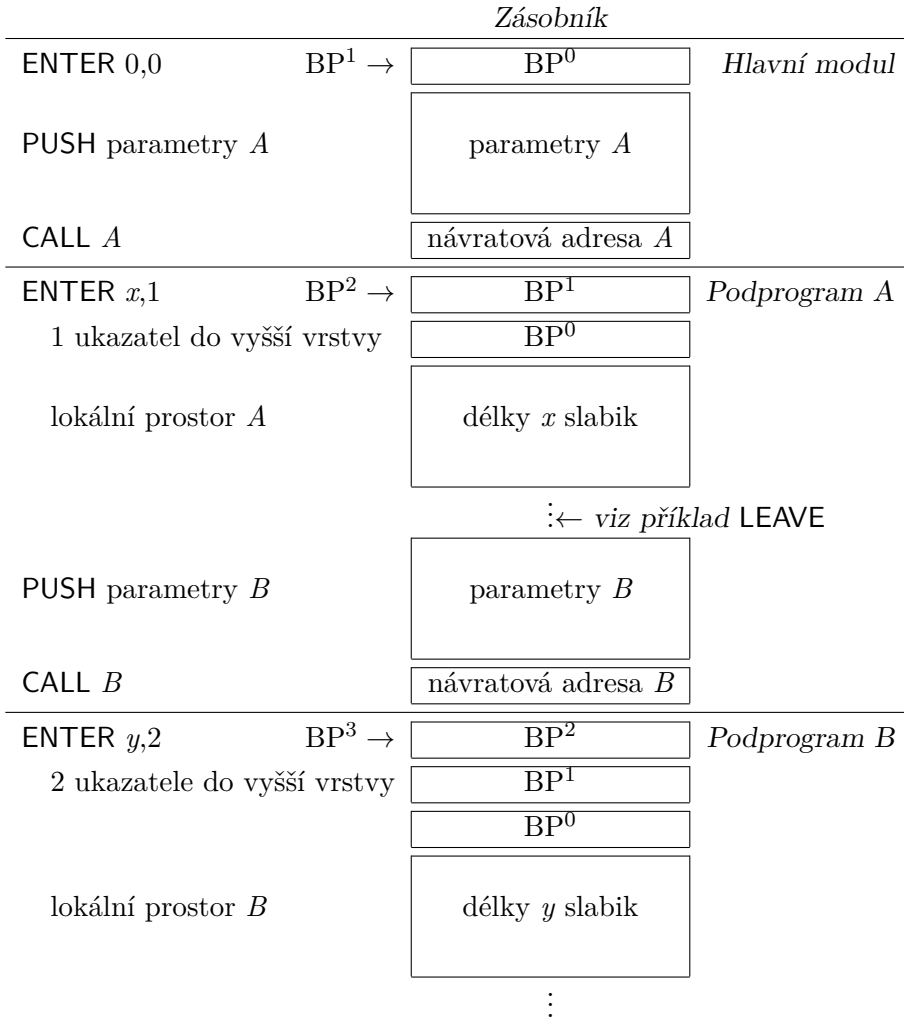 Zásobník
ENTER 0,0 BP¹ → BP⁰ Hlavní modul
PUSH parametry A parametry A
CALL A návratová adresa A
ENTER x,1 BP² → BP¹ Podprogram A
1 ukazatel do vyšší vrstvy BP⁰
lokální prostor A délky x slabik
⋮← viz příklad LEAVE
PUSH parametry B parametry B
CALL B návratová adresa B
ENTER y,2 BP³ → BP² Podprogram B
2 ukazatele do vyšší vrstvy BP¹
BP⁰
lokální prostor B délky y slabik
⋮